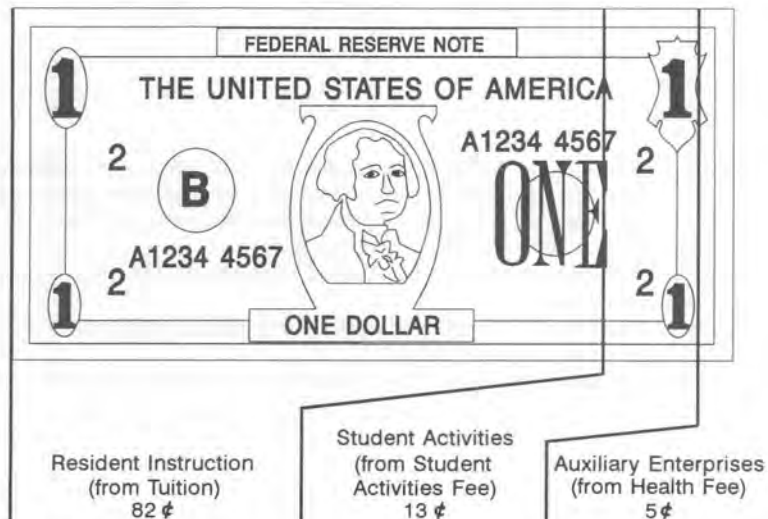 FEDERAL RESERVE NOTE
THE UNITED STATES OF AMERICA
1
1
A1234 4567
2
2
B
ONE
A1234 4567
2
2
1
1
ONE DOLLAR
Resident Instruction
(from Tuition)
82 ¢
Student Activities
(from Student
Activities Fee)
13 ¢
Auxiliary Enterprises
(from Health Fee)
5 ¢